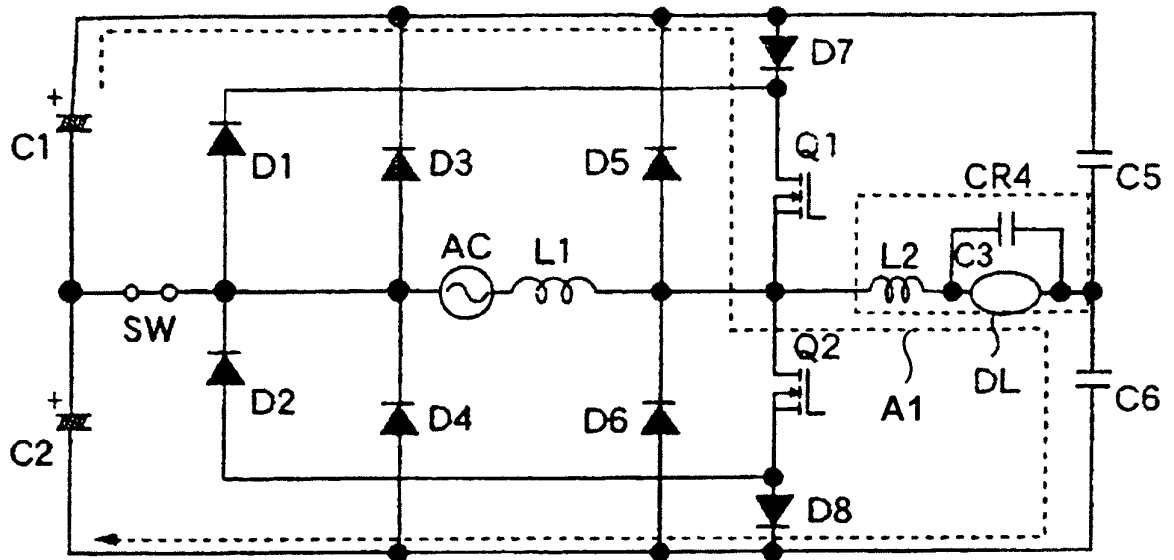 D7
+
C1
D1
D3
D5
Q1
CR4
C5
AC
L1
L2
C3
SW
Q2
DL
+
D2
D4
D6
A1
C6
C2
D8